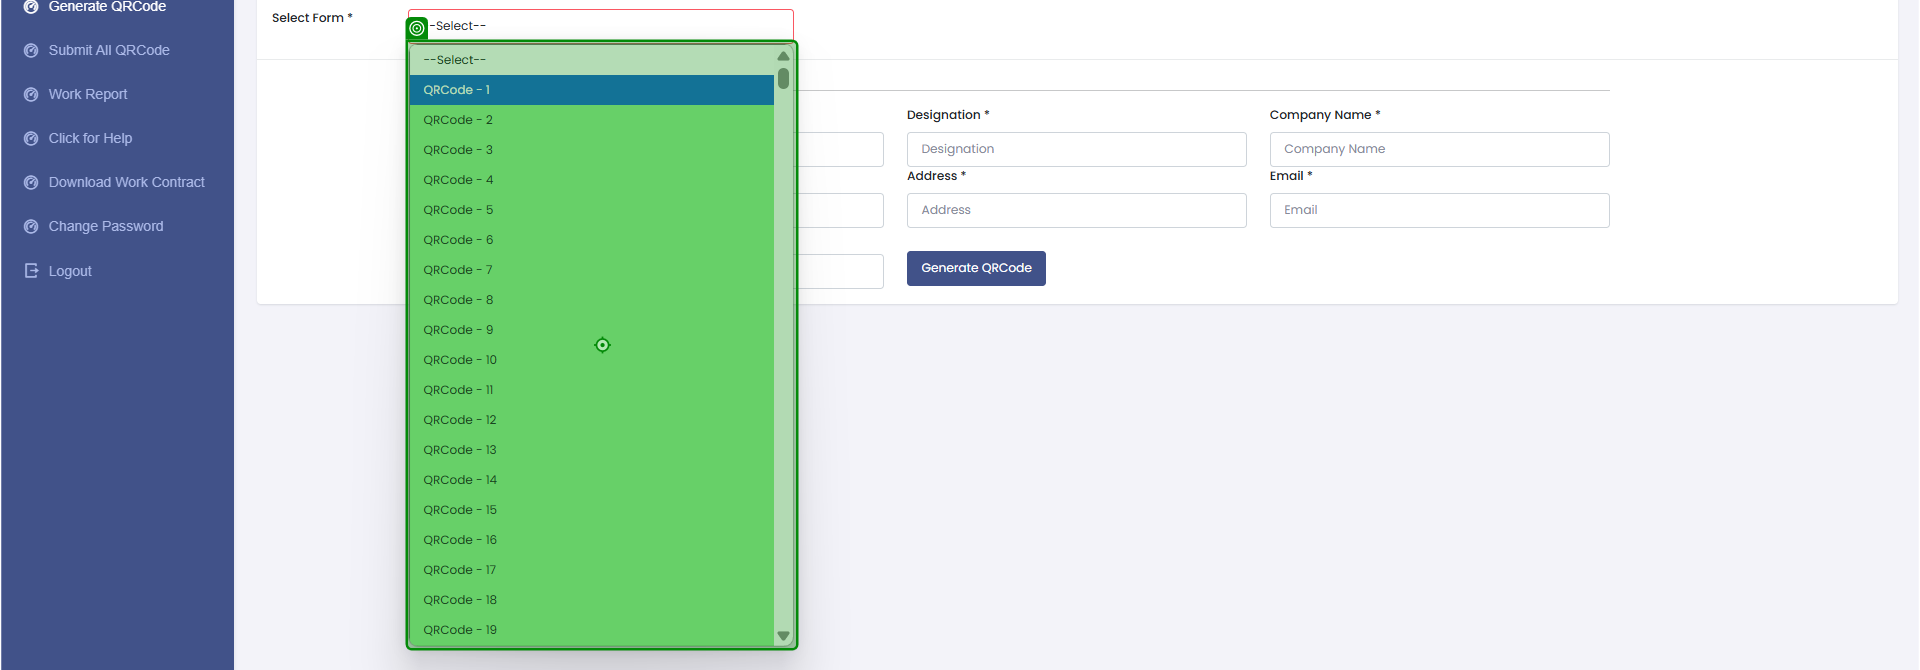 Generate QRCode
Submit All QRCode
Work Report
Click for Help
Download Work Contract
Change Password
Logout
Select Form *
-Select--
--Select--
QRCode - 1
QRCode - 2
QRCode - 3
QRCode - 4
QRCode - 5
QRCode - 6
QRCode - 7
QRCode - 8
QRCode - 9
QRCode - 10
QRCode - 11
QRCode - 12
QRCode - 13
QRCode - 14
QRCode - 15
QRCode - 16
QRCode - 17
QRCode - 18
QRCode - 19
Designation *
Company Name *
Designation
Company Name
Address *
Email *
Address
Email
Generate QRCode